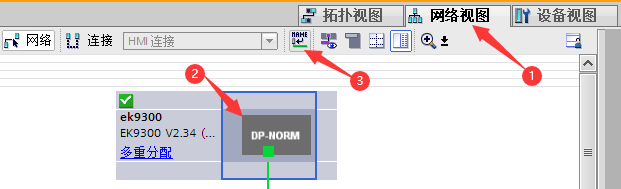 拓扑视图 网络视图 设备视图
网络 连接 HMI 连接 NAME
1
2
3
ek9300
EK9300 V2.34 (...
多重分配
DP-NORM